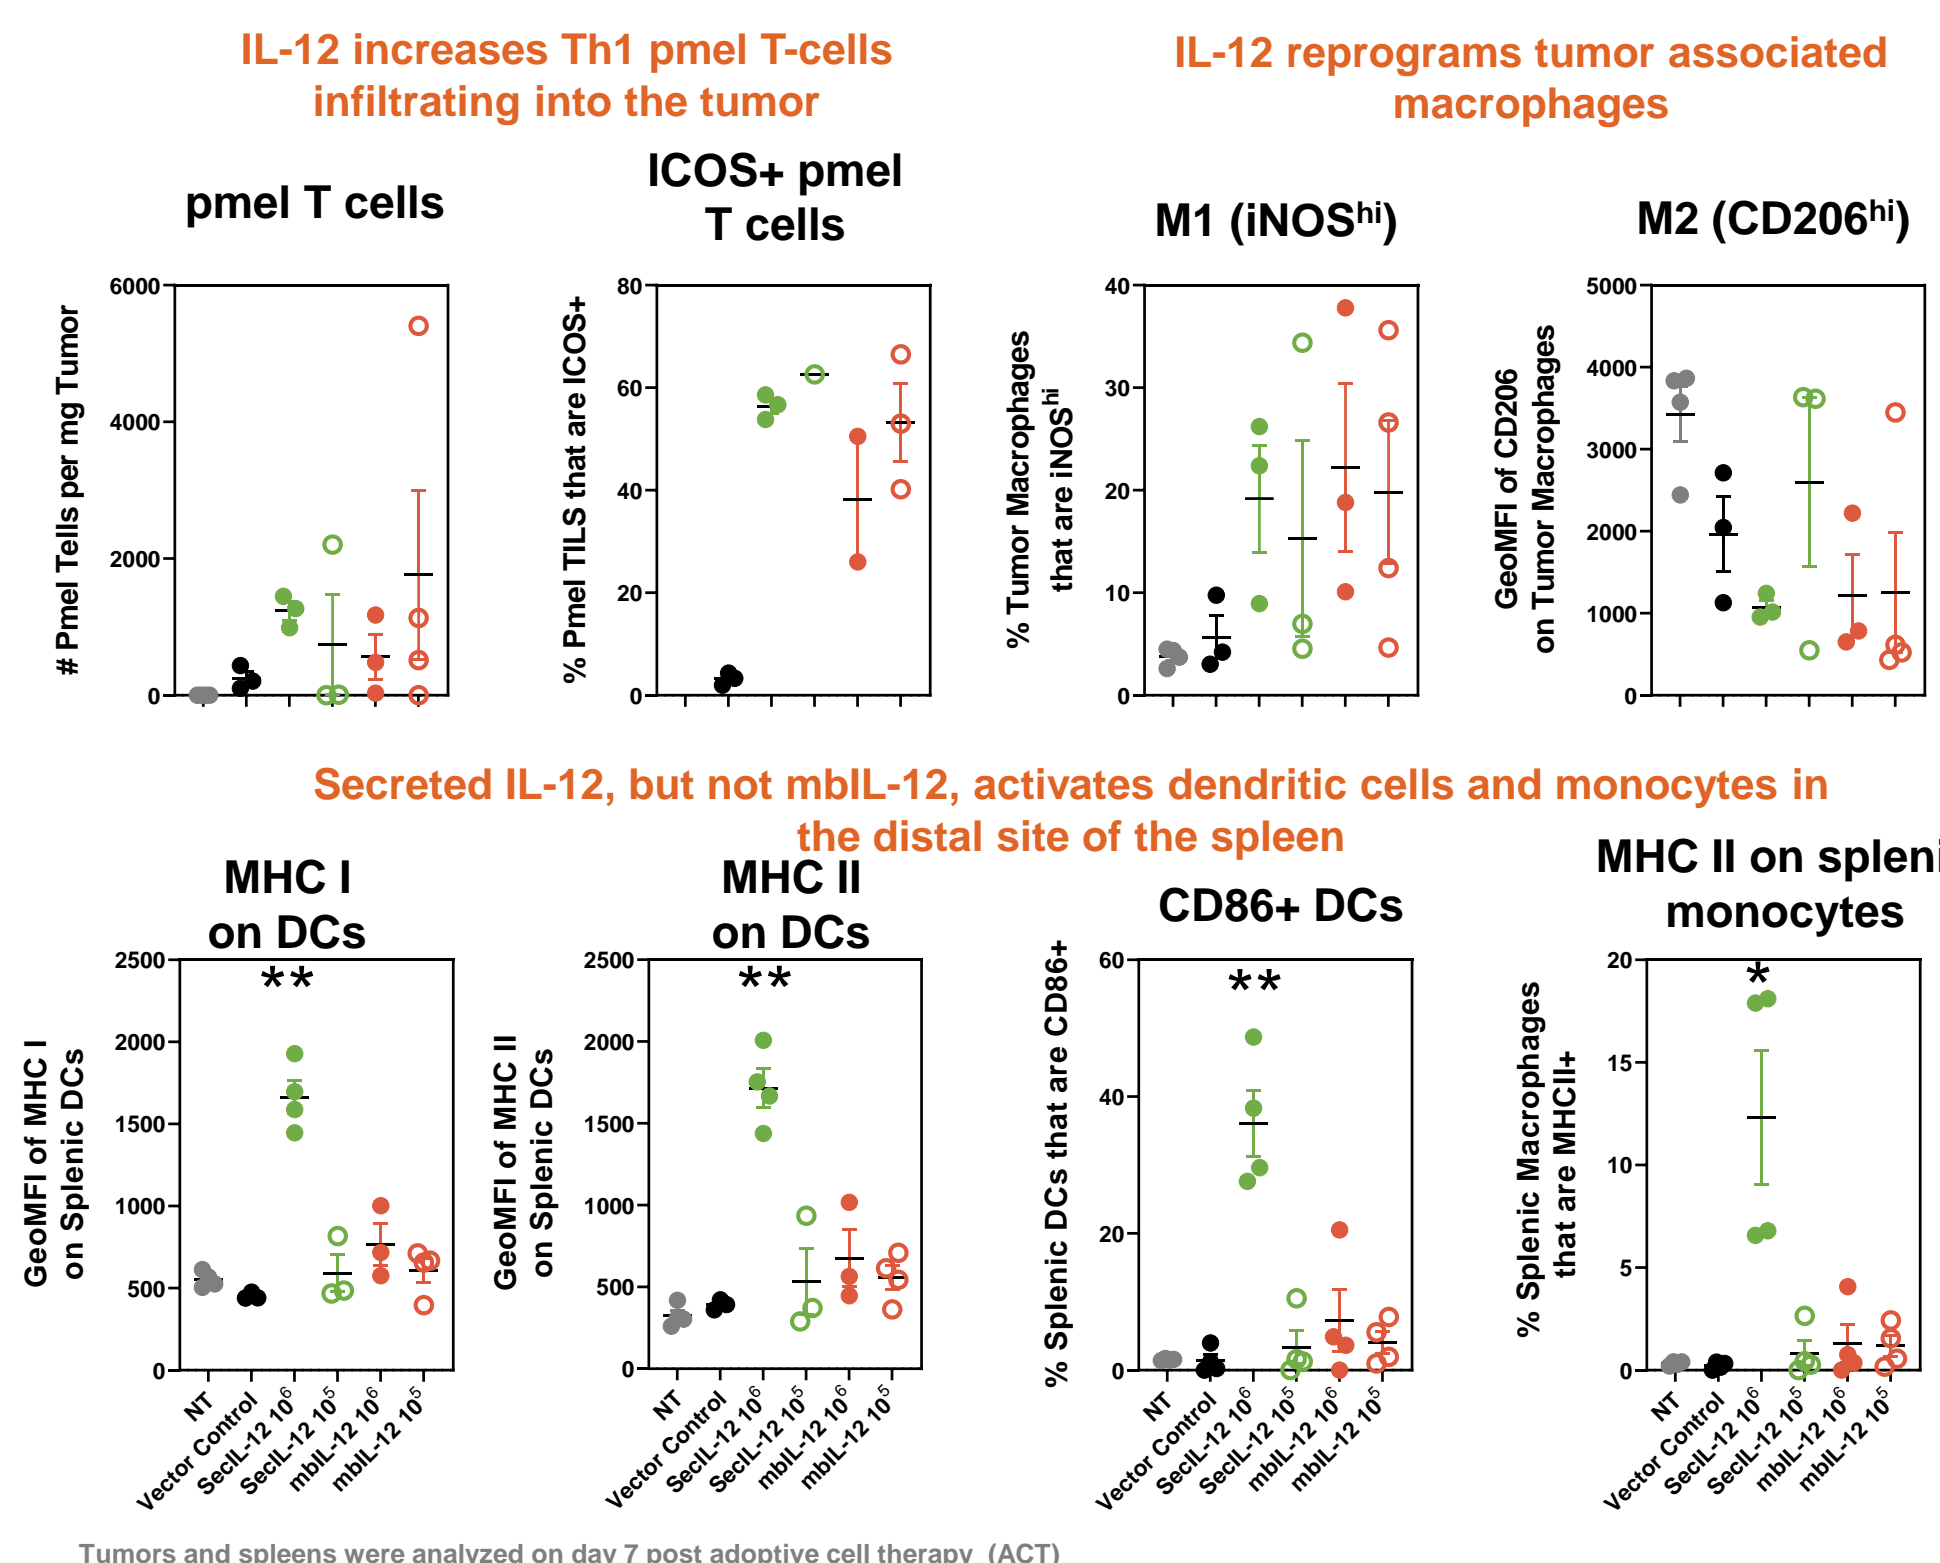 IL-12 increases Th1 pmel T-cells
infiltrating into the tumor
IL-12 reprograms tumor associated
macrophages
pmel T cells
ICOS+ pmel
T cells
M1 (iNOShi)
M2 (CD206hi)
# Pmel Tells per mg Tumor
6000
4000
2000
0
% Pmel TILS that are ICOS+
80
60
40
20
0
% Tumor Macrophages
that are iNOShi
40
30
20
10
0
GeoMFI of CD206
on Tumor Macrophages
5000
4000
3000
2000
1000
0
Secreted IL-12, but not mbIL-12, activates dendritic cells and monocytes in
the distal site of the spleen
MHC I
on DCs
MHC II
on DCs
CD86+ DCs
MHC II on spleni
monocytes
GeoMFI of MHC I
on Splenic DCs
2500
2000
1500
1000
500
0
**
NT
Vector Control
SecIL-12 10^6
SecIL-12 10^5
mbIL-12 10^6
mbIL-12 10^5
GeoMFI of MHC II
on Splenic DCs
2500
2000
1500
1000
500
0
**
NT
Vector Control
SecIL-12 10^6
SecIL-12 10^5
mbIL-12 10^6
mbIL-12 10^5
% Splenic DCs that are CD86+
60
40
20
0
**
NT
Vector Control
SecIL-12 10^6
SecIL-12 10^5
mbIL-12 10^6
mbIL-12 10^5
% Splenic Macrophages
that are MHCII+
20
15
10
5
0
*
NT
Vector Control
SecIL-12 10^6
SecIL-12 10^5
mbIL-12 10^6
mbIL-12 10^5
Tumors and spleens were analyzed on day 7 post adoptive cell therapy (ACT)